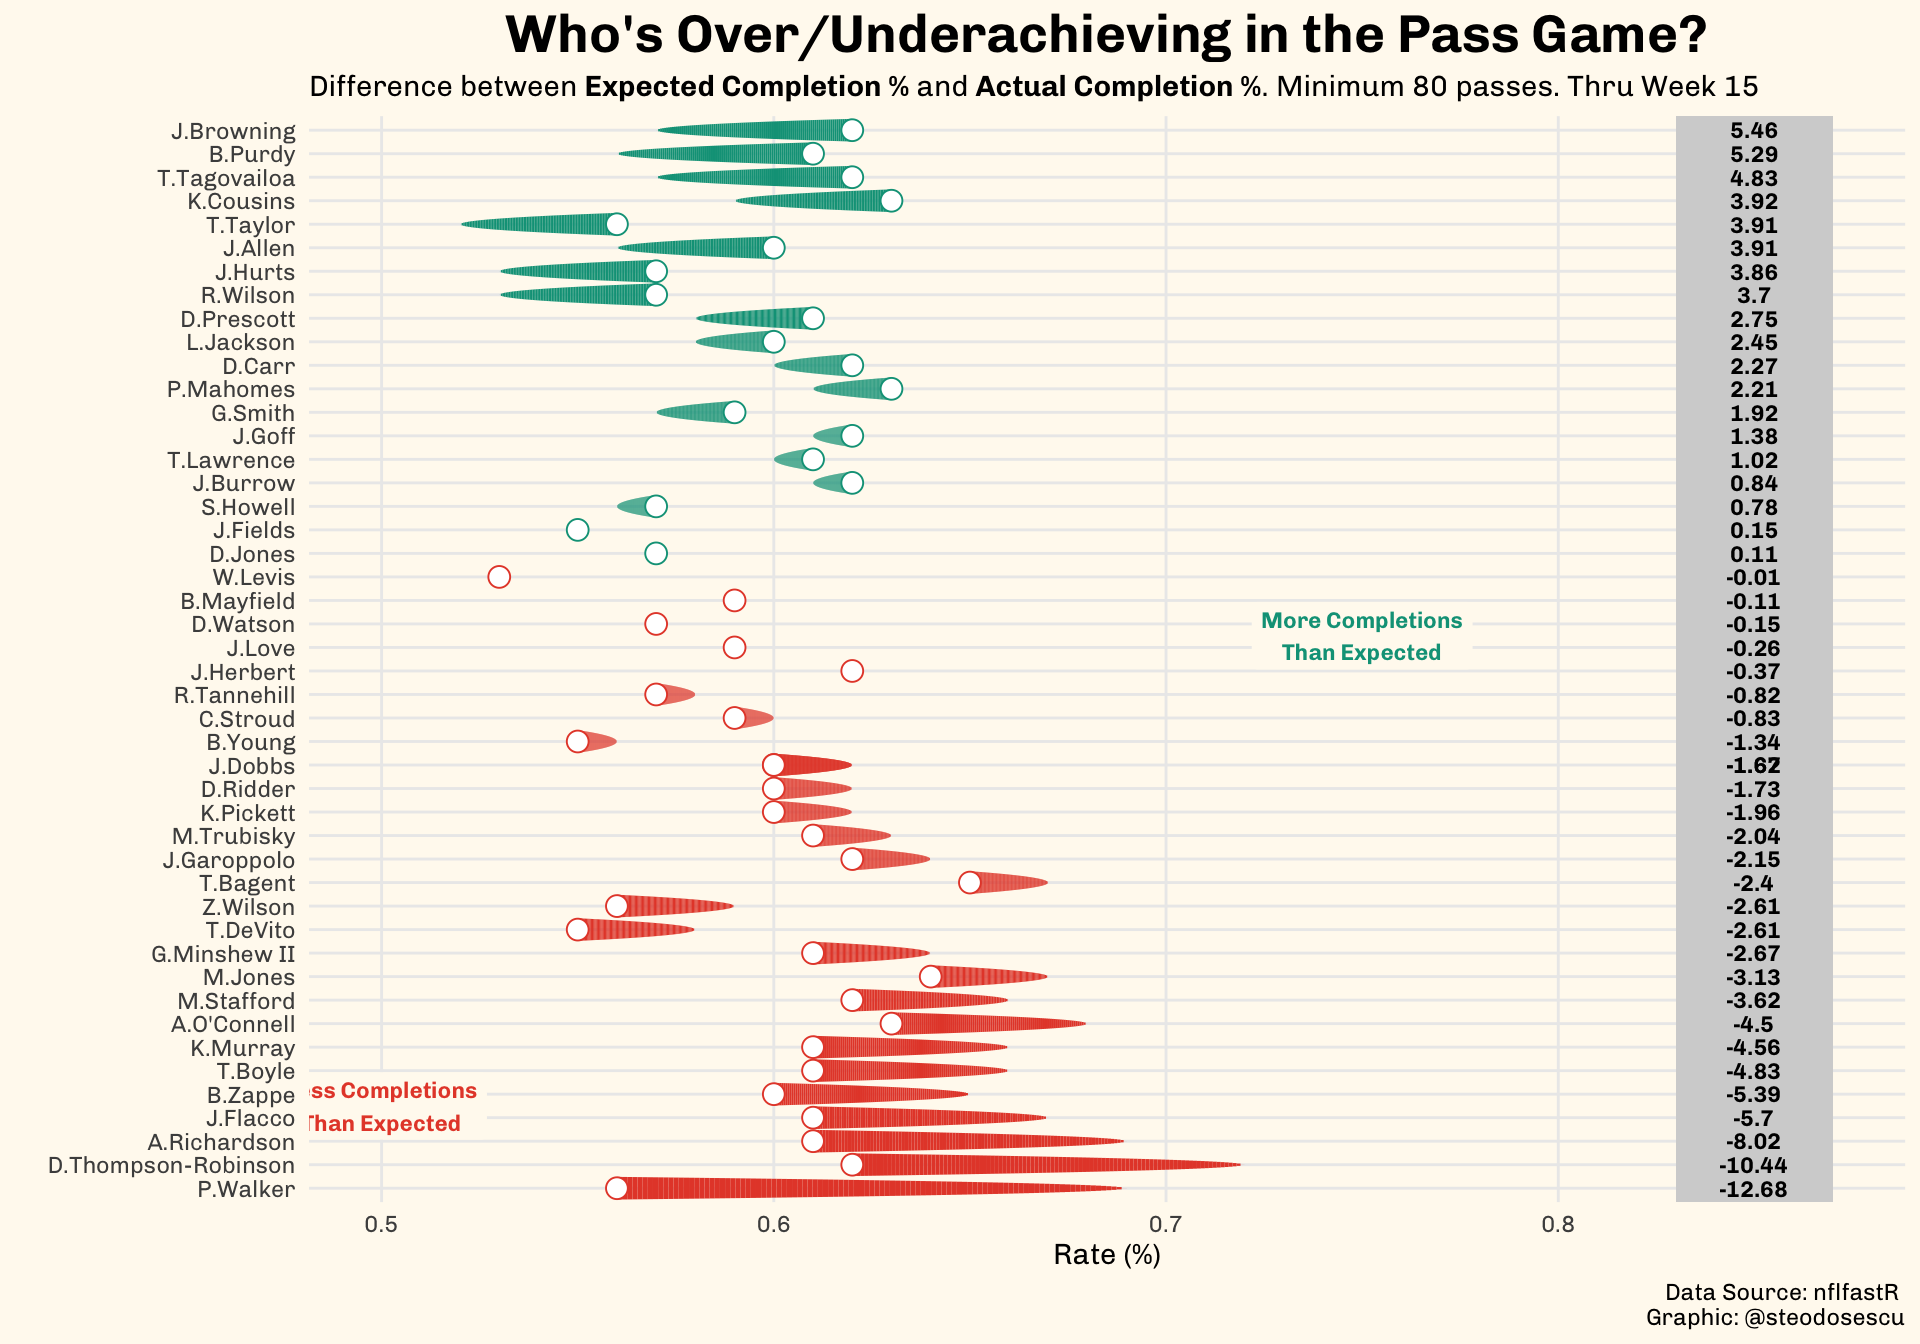 Who's Over/Underachieving in the Pass Game?
Difference between Expected Completion % and Actual Completion %. Minimum 80 passes. Thru Week 15
J.Browning 5.46
B.Purdy 5.29
T.Tagovailoa 4.83
K.Cousins 3.92
T.Taylor 3.91
J.Allen 3.91
J.Hurts 3.86
R.Wilson 3.7
D.Prescott 2.75
L.Jackson 2.45
D.Carr 2.27
P.Mahomes 2.21
G.Smith 1.92
J.Goff 1.38
T.Lawrence 1.02
J.Burrow 0.84
S.Howell 0.78
J.Fields 0.15
D.Jones 0.11
W.Levis -0.01
B.Mayfield -0.11
More Completions
D.Watson -0.15
J.Love -0.26
Than Expected
J.Herbert -0.37
R.Tannehill -0.82
C.Stroud -0.83
B.Young -1.34
J.Dobbs
D.Ridder -1.73
K.Pickett -1.96
M.Trubisky -2.04
J.Garoppolo -2.15
T.Bagent -2.4
Z.Wilson -2.61
T.DeVito -2.61
G.Minshew II -2.67
M.Jones -3.13
M.Stafford -3.62
A.O'Connell -4.5
K.Murray -4.56
T.Boyle -4.83
ess Completions
B.Zappe -5.39
J.Flacco -5.7
Than Expected
A.Richardson -8.02
D.Thompson-Robinson -10.44
P.Walker -12.68
0.5 0.6 0.7 0.8
Rate (%)
Data Source: nflfastR
Graphic: @steodosescu